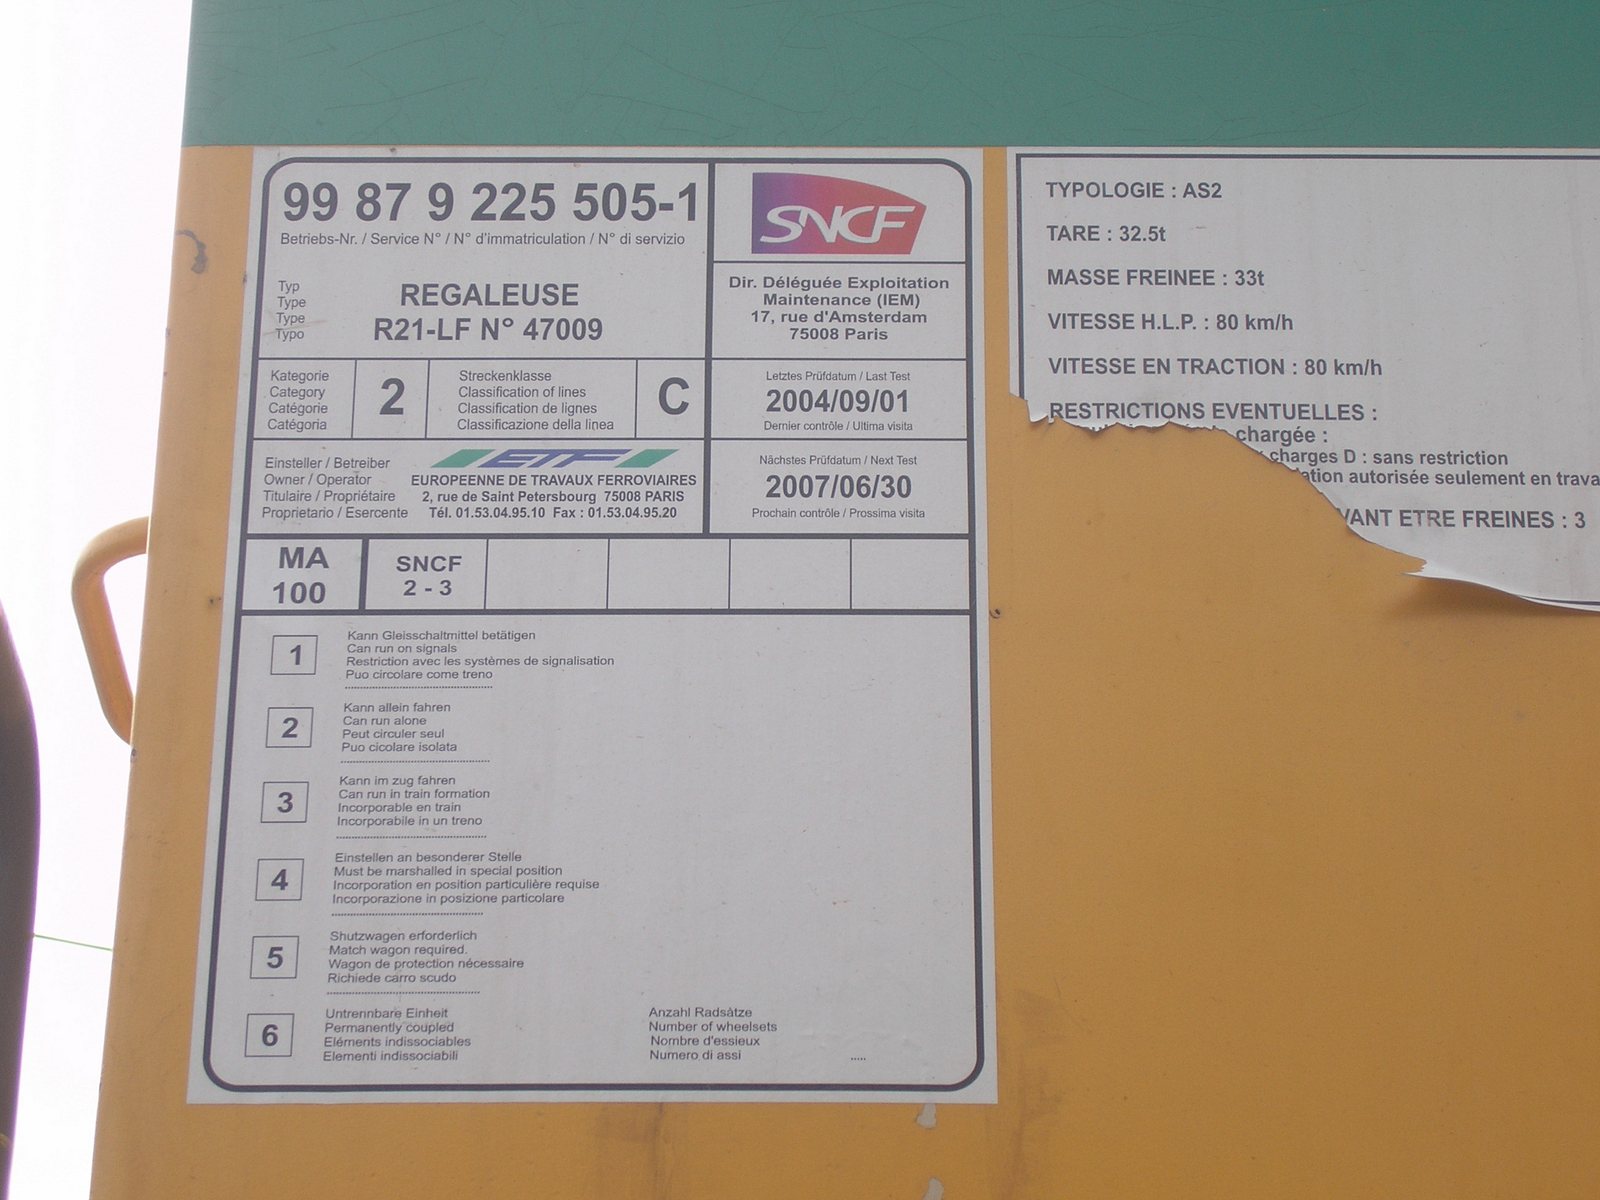 99 87 9 225 505-1
Betriebs-Nr. / Service N° / N° d'immatriculation / N° di servizio
Typ
Type
Type
Typo
REGALEUSE
R21-LF N° 47009
SNCF
Dir. Déléguée Exploitation
Maintenance (IEM)
17, rue d'Amsterdam
75008 Paris
Kategorie
Category
Catégorie
Catégoria
2
Streckenklasse
Classification of lines
Classification de lignes
Classificazione della linea
C
Letztes Prüfdatum / Last Test
2004/09/01
Dernier contrôle / Ultima visita
Einsteller / Betreiber
Owner / Operator
Titulaire / Propriétaire
Proprietario / Esercente
ETF
EUROPEENNE DE TRAVAUX FERROVIAIRES
2, rue de Saint Petersbourg 75008 PARIS
Tél. 01.53.04.95.10 Fax : 01.53.04.95.20
Nächstes Prüfdatum / Next Test
2007/06/30
Prochain contrôle / Prossima visita
MA
100
SNCF
2 - 3
1
Kann Gleisschaltmittel betätigen
Can run on signals
Restriction avec les systèmes de signalisation
Puo circolare come treno
2
Kann allein fahren
Can run alone
Peut circuler seul
Puo cicolare isolata
3
Kann im zug fahren
Can run in train formation
Incorporable en train
Incorporabile in un treno
4
Einstellen an besonderer Stelle
Must be marshalled in special position
Incorporation en position particulière requise
Incorporazione in posizione particolare
5
Shutzwagen erforderlich
Match wagon required.
Wagon de protection nécessaire
Richiede carro scudo
6
Untrennbare Einheit
Permanently coupled
Eléments indissociables
Elementi indissociabili
Anzahl Radsàtze
Number of wheelsets
Nombre d'essieux
Numero di assi .....
TYPOLOGIE : AS2
TARE : 32.5t
MASSE FREINEE : 33t
VITESSE H.L.P. : 80 km/h
VITESSE EN TRACTION : 80 km/h
RESTRICTIONS EVENTUELLES :
chargée :
charges D : sans restriction
ation autorisée seulement en trava
VANT ETRE FREINES : 3